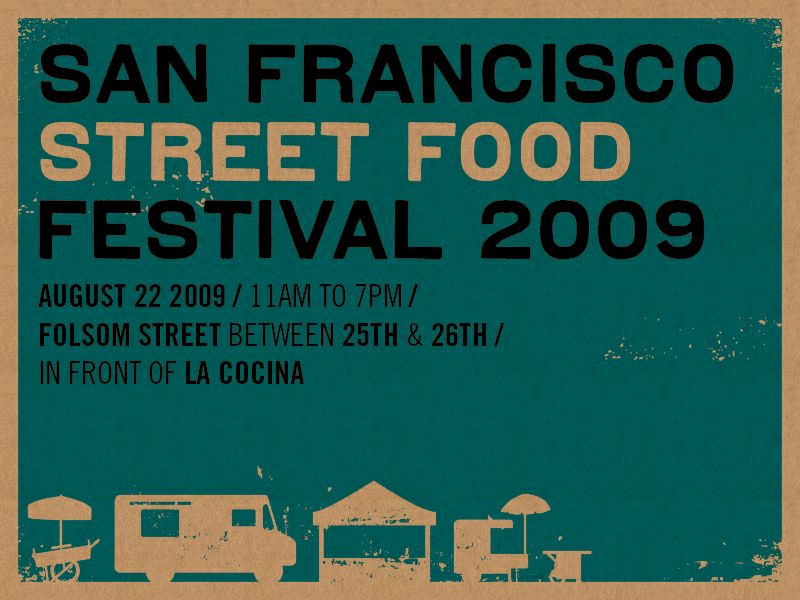 SAN FRANCISCO
STREET FOOD
FESTIVAL 2009
AUGUST 22 2009 / 11AM TO 7PM /
FOLSOM STREET BETWEEN 25TH & 26TH /
IN FRONT OF LA COCINA